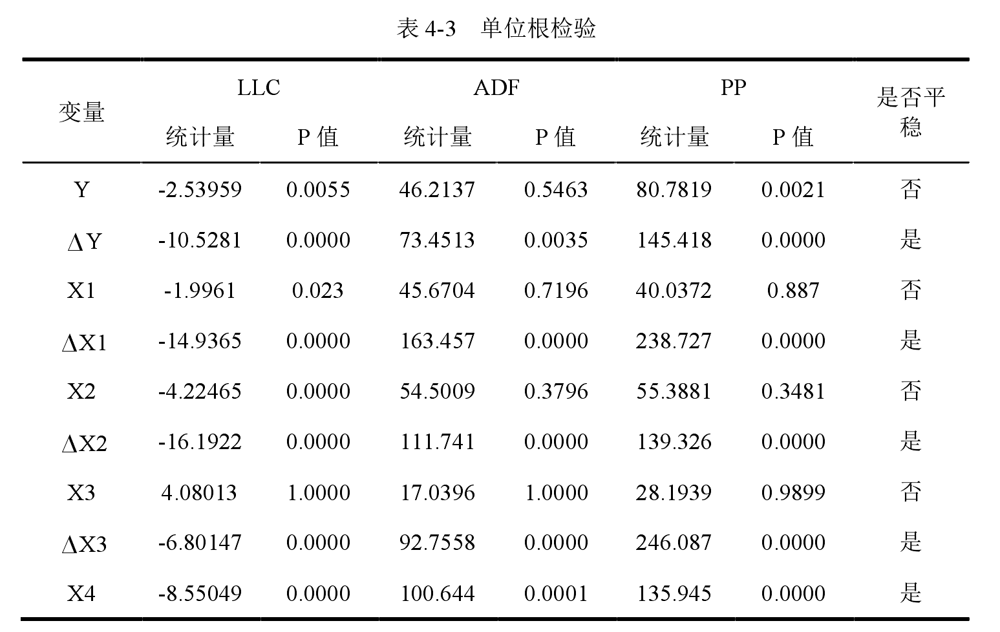 表 4-3 单位根检验
变量 LLC ADF PP 是否平稳
统计量 P 值 统计量 P 值 统计量 P 值
Y -2.53959 0.0055 46.2137 0.5463 80.7819 0.0021 否
ΔY -10.5281 0.0000 73.4513 0.0035 145.418 0.0000 是
X1 -1.9961 0.023 45.6704 0.7196 40.0372 0.887 否
ΔX1 -14.9365 0.0000 163.457 0.0000 238.727 0.0000 是
X2 -4.22465 0.0000 54.5009 0.3796 55.3881 0.3481 否
ΔX2 -16.1922 0.0000 111.741 0.0000 139.326 0.0000 是
X3 4.08013 1.0000 17.0396 1.0000 28.1939 0.9899 否
ΔX3 -6.80147 0.0000 92.7558 0.0000 246.087 0.0000 是
X4 -8.55049 0.0000 100.644 0.0001 135.945 0.0000 是